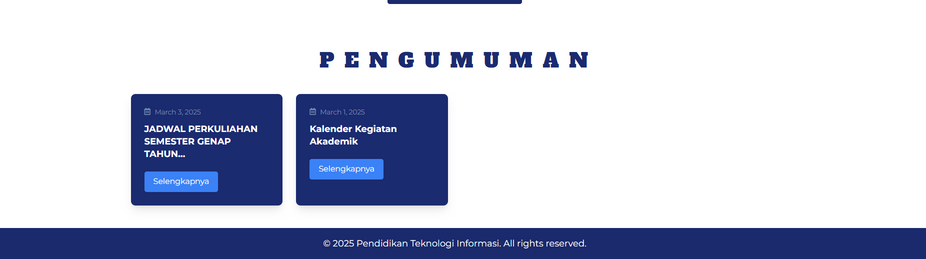 PENGUMUMAN
March 3, 2025
JADWAL PERKULIAHAN
SEMESTER GENAP
TAHUN...
Selengkapnya
March 1, 2025
Kalender Kegiatan
Akademik
Selengkapnya
© 2025 Pendidikan Teknologi Informasi. All rights reserved.